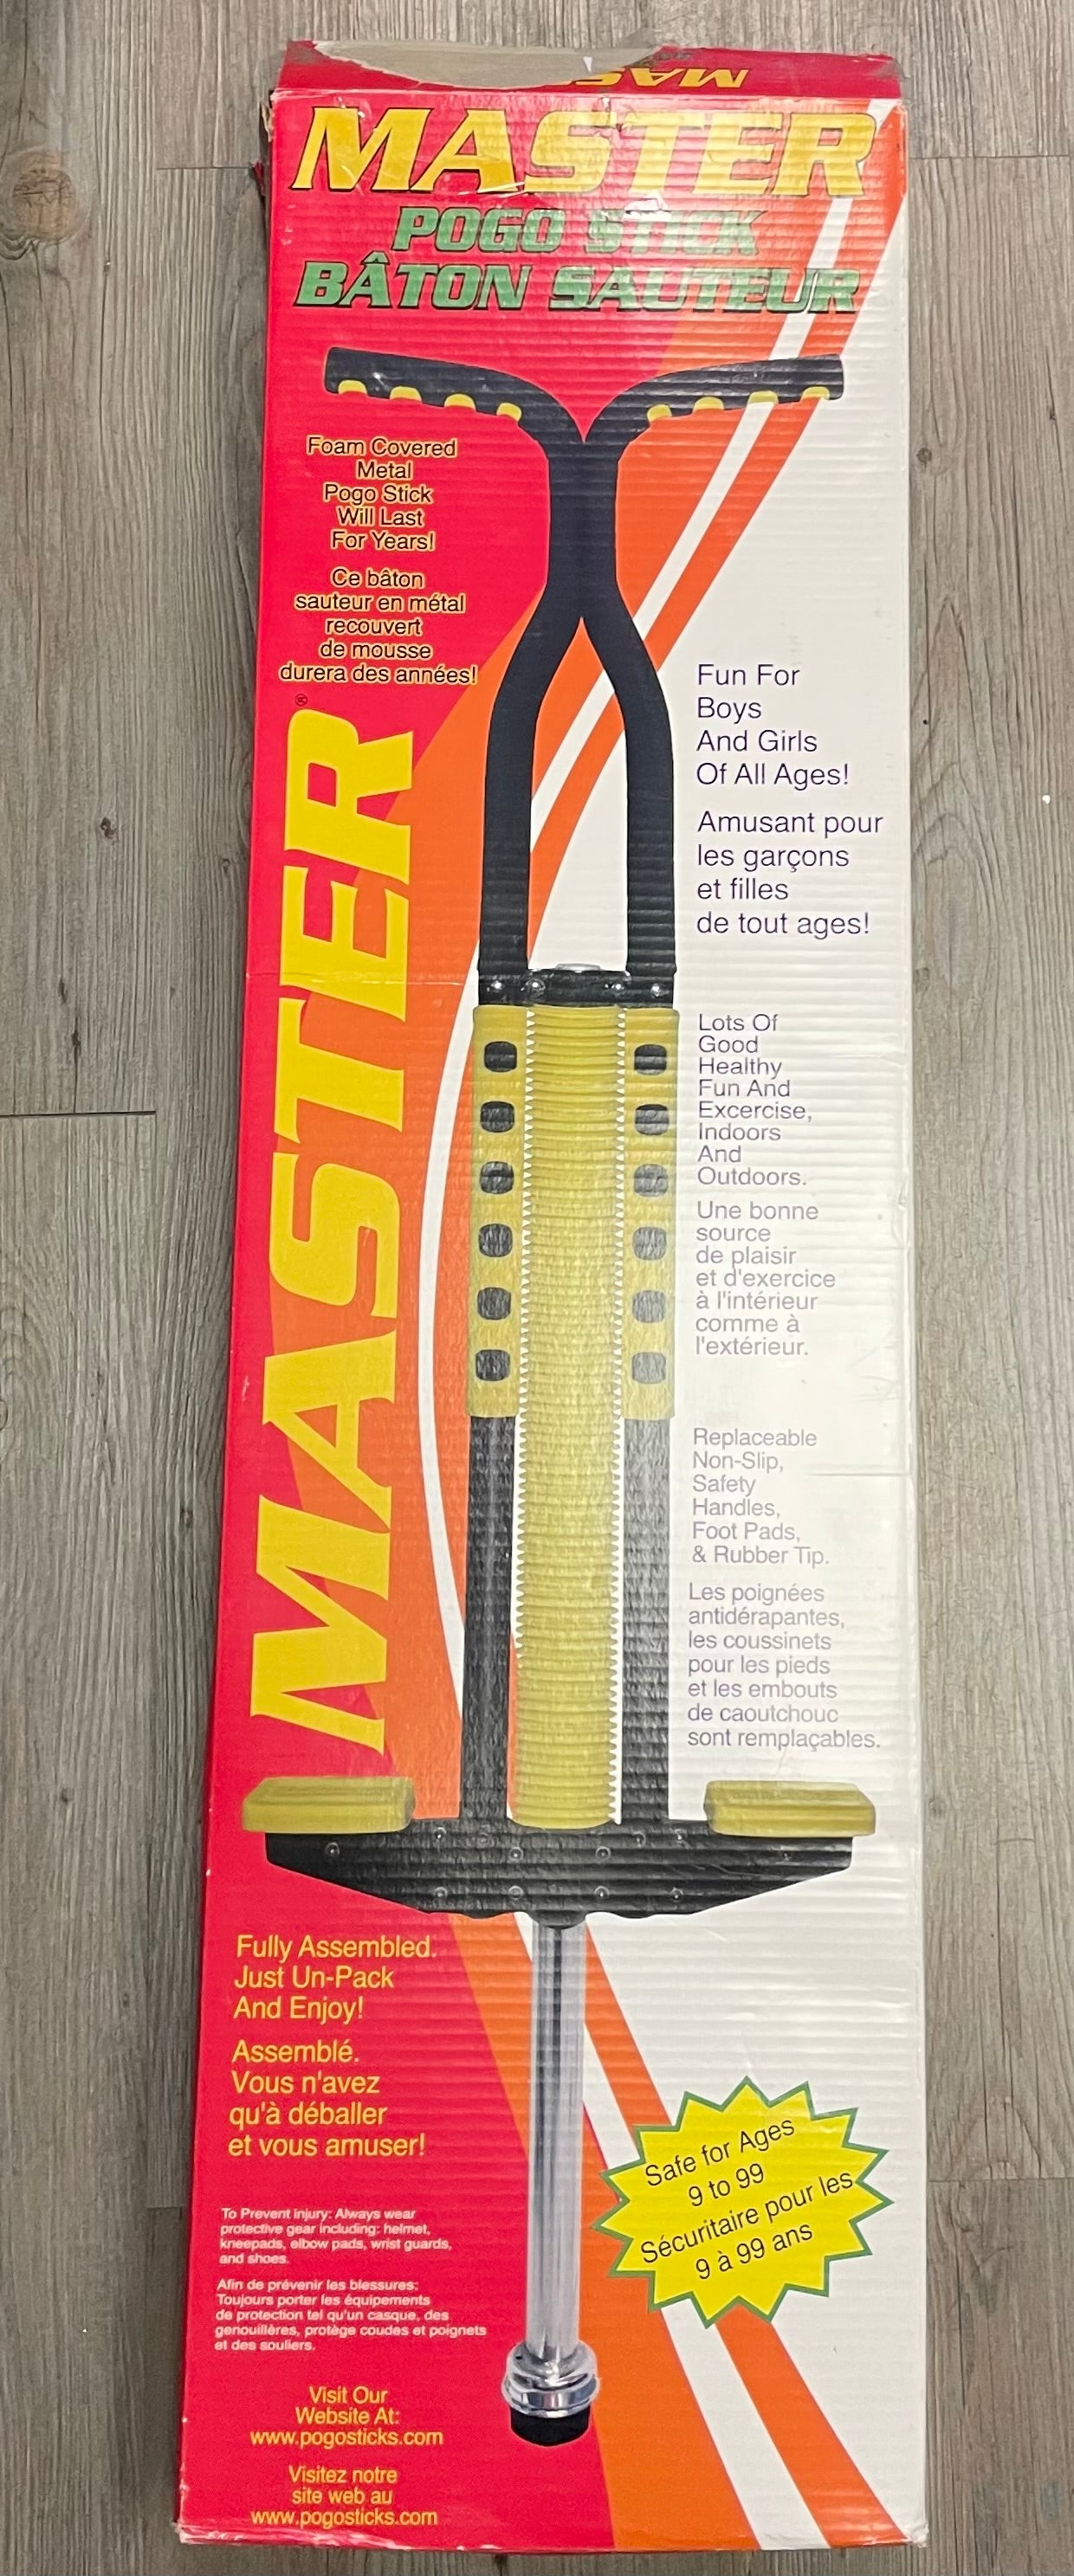 MASTER
MASTER
POGO STICK
BÂTON SAUTEUR
Foam Covered
Metal
Pogo Stick
Will Last
For Years!
Ce bâton
sauteur en métal
recouvert
de mousse
durera des années!
MASTER®
Fun For
Boys
And Girls
Of All Ages!
Amusant pour
les garçons
et filles
de tout ages!
Lots Of
Good
Healthy
Fun And
Excercise,
Indoors
And
Outdoors.
Une bonne
source
de plaisir
et d'exercice
à l'intérieur
comme à
l'extérieur.
Replaceable
Non-Slip,
Safety
Handles,
Foot Pads,
& Rubber Tip.
Les poignées
antidérapantes,
les coussinets
pour les pieds
et les embouts
de caoutchouc
sont remplaçables.
Fully Assembled.
Just Un-Pack
And Enjoy!
Assemblé.
Vous n'avez
qu'à déballer
et vous amuser!
Safe for Ages
9 to 99
Sécuritaire pour les
9 à 99 ans
To Prevent injury: Always wear
protective gear including: helmet,
kneepads, elbow pads, wrist guards,
and shoes.
Afin de prévenir les blessures:
Toujours porter les équipements
de protection tel qu'un casque, des
genouillères, protège coudes et poignets
et des souliers.
Visit Our
Website At:
www.pogosticks.com
Visitez notre
site web au
www.pogosticks.com